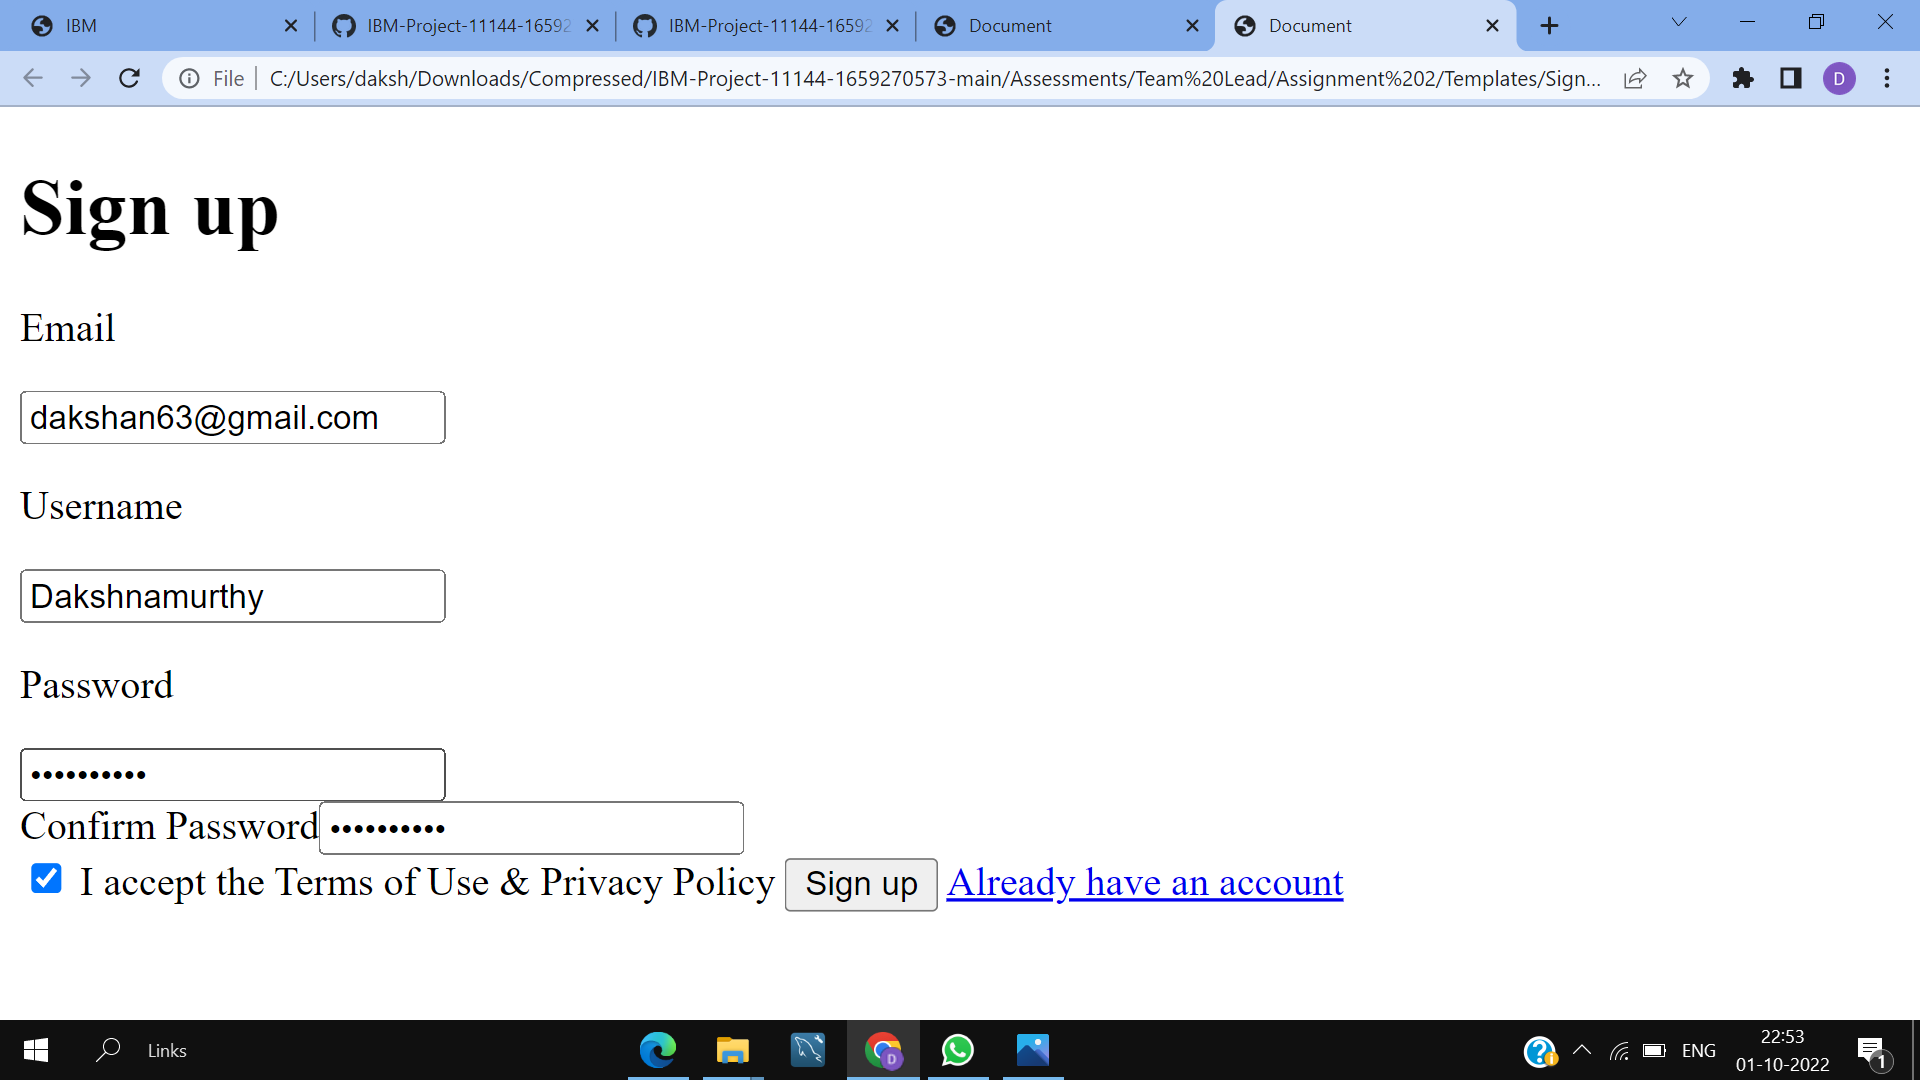 IBM
IBM-Project-11144-16592
IBM-Project-11144-16592
Document
Document
File
C:/Users/daksh/Downloads/Compressed/IBM-Project-11144-1659270573-main/Assessments/Team%20Lead/Assignment%202/Templates/Sign...
D
Sign up
Email
dakshan63@gmail.com
Username
Dakshnamurthy
Password
••••••••••
Confirm Password ••••••••••
I accept the Terms of Use & Privacy Policy Sign up Already have an account
Links
D
ENG
22:53
01-10-2022
1